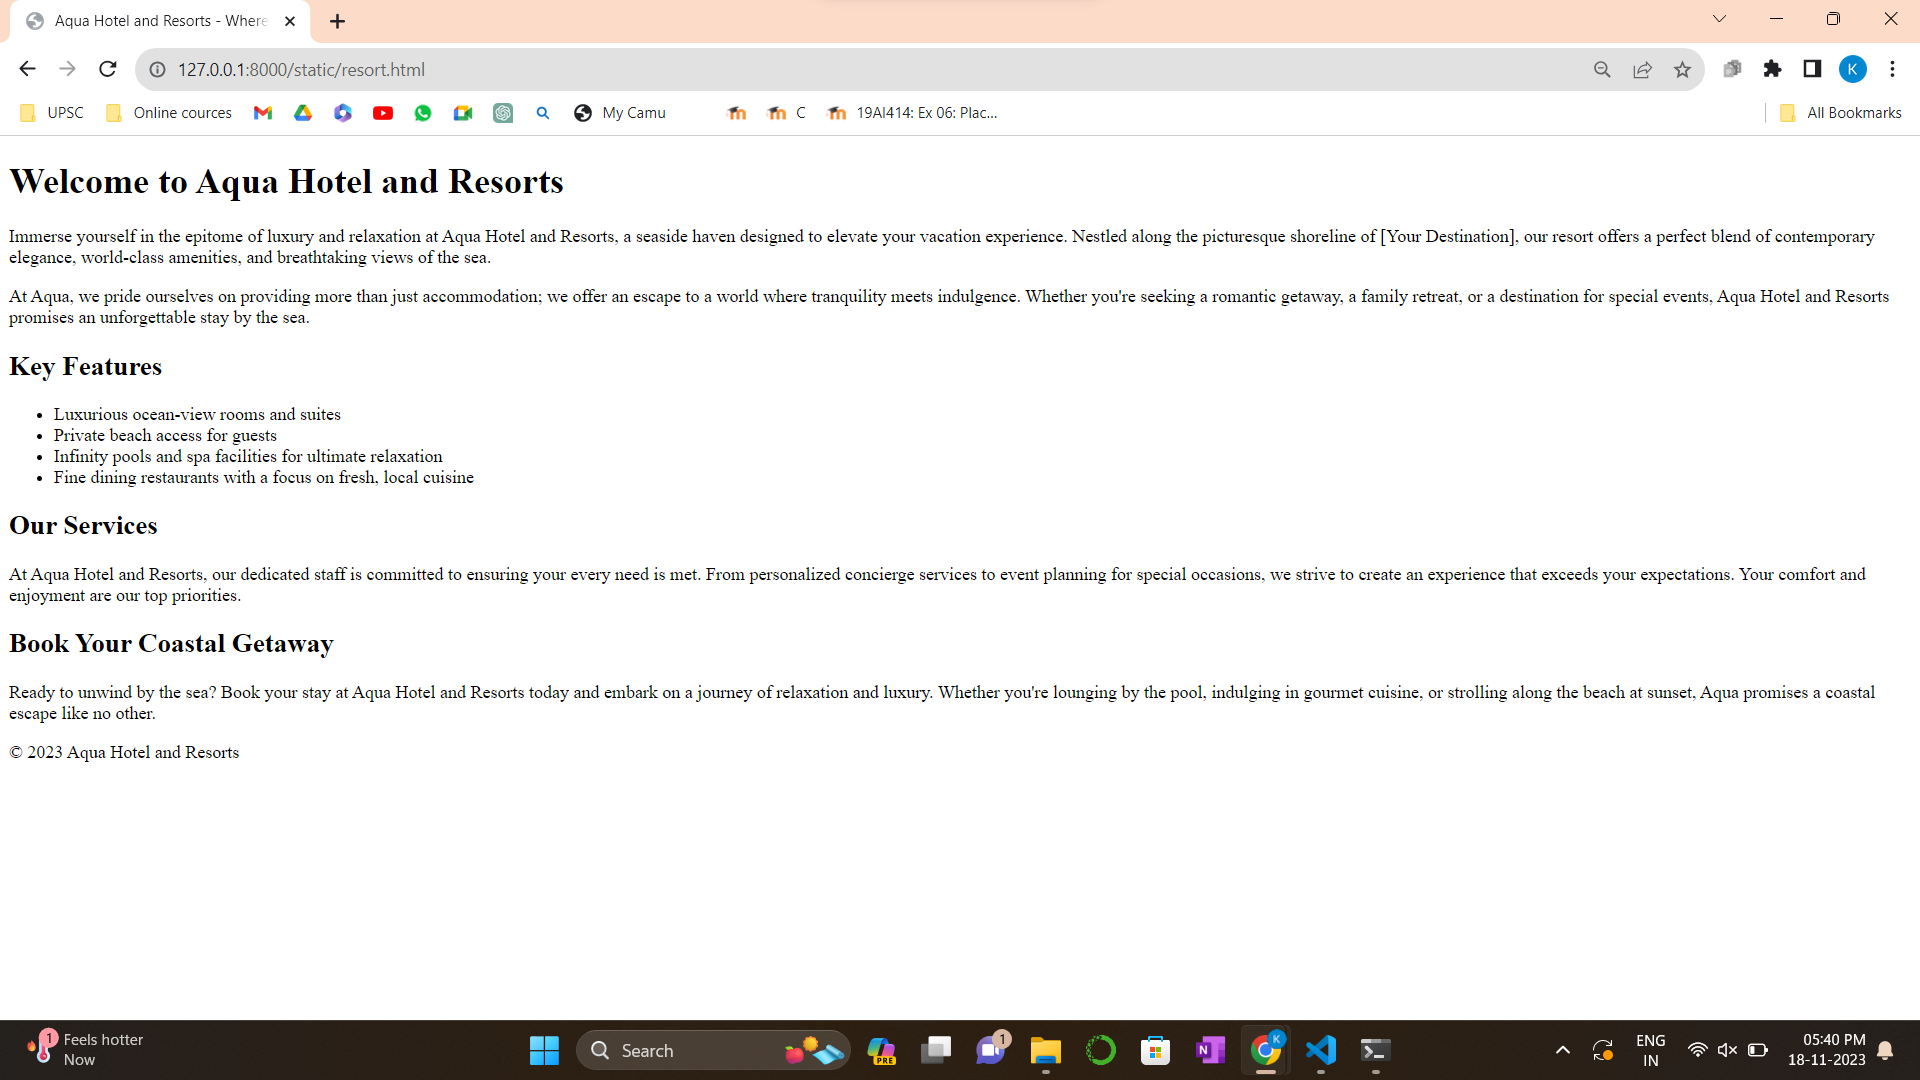 Aqua Hotel and Resorts - Where
127.0.0.1:8000/static/resort.html
K
UPSC
Online cources
My Camu
C
19AI414: Ex 06: Plac...
All Bookmarks
Welcome to Aqua Hotel and Resorts
Immerse yourself in the epitome of luxury and relaxation at Aqua Hotel and Resorts, a seaside haven designed to elevate your vacation experience. Nestled along the picturesque shoreline of [Your Destination], our resort offers a perfect blend of contemporary
elegance, world-class amenities, and breathtaking views of the sea.
At Aqua, we pride ourselves on providing more than just accommodation; we offer an escape to a world where tranquility meets indulgence. Whether you're seeking a romantic getaway, a family retreat, or a destination for special events, Aqua Hotel and Resorts
promises an unforgettable stay by the sea.
Key Features
• Luxurious ocean-view rooms and suites
• Private beach access for guests
• Infinity pools and spa facilities for ultimate relaxation
• Fine dining restaurants with a focus on fresh, local cuisine
Our Services
At Aqua Hotel and Resorts, our dedicated staff is committed to ensuring your every need is met. From personalized concierge services to event planning for special occasions, we strive to create an experience that exceeds your expectations. Your comfort and
enjoyment are our top priorities.
Book Your Coastal Getaway
Ready to unwind by the sea? Book your stay at Aqua Hotel and Resorts today and embark on a journey of relaxation and luxury. Whether you're lounging by the pool, indulging in gourmet cuisine, or strolling along the beach at sunset, Aqua promises a coastal
escape like no other.
© 2023 Aqua Hotel and Resorts
1
Feels hotter
Now
Search
PRE
1
N
K
ENG
IN
05:40 PM
18-11-2023